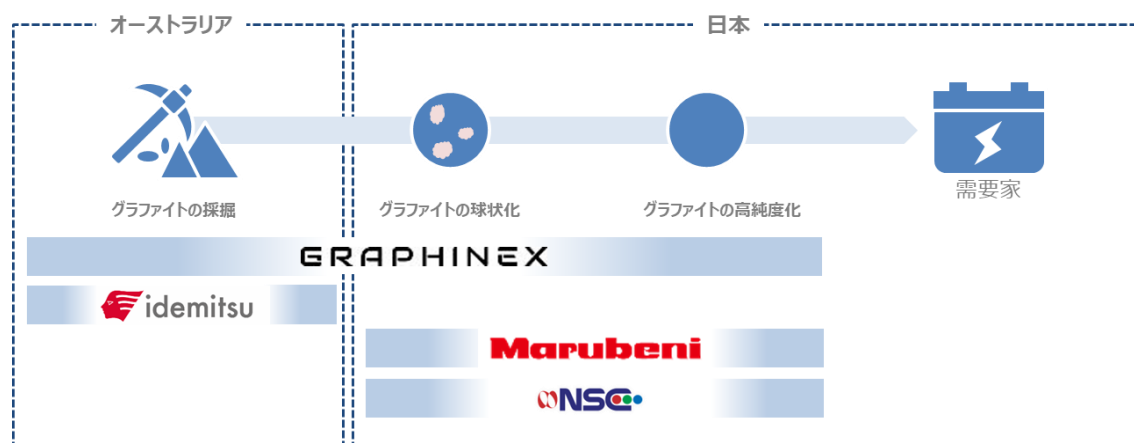 オーストラリア
日本
グラファイトの採掘
グラファイトの球状化
グラファイトの高純度化
需要家
GRAPHINEX
idemitsu
Marubeni
NSC